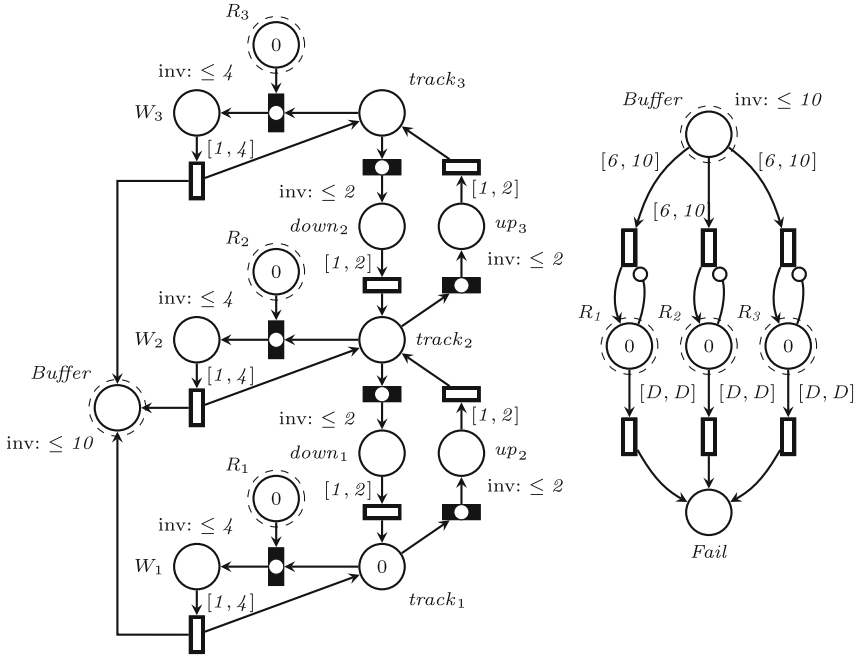 R3
0
inv: ≤ 4
track3
W3
[1, 4]
inv: ≤ 2
[1, 2]
down2
up3
R2
[1, 2]
0
inv: ≤ 2
inv: ≤ 4
W2
track2
[1, 4]
Buffer
inv: ≤ 2
[1, 2]
inv: ≤ 10
down1
up2
R1
[1, 2]
0
inv: ≤ 2
inv: ≤ 4
W1
0
[1, 4]
track1
Buffer
inv: ≤ 10
[6, 10]
[6, 10]
[6, 10]
R1
R2
R3
0
0
0
[D, D]
[D, D]
[D, D]
Fail